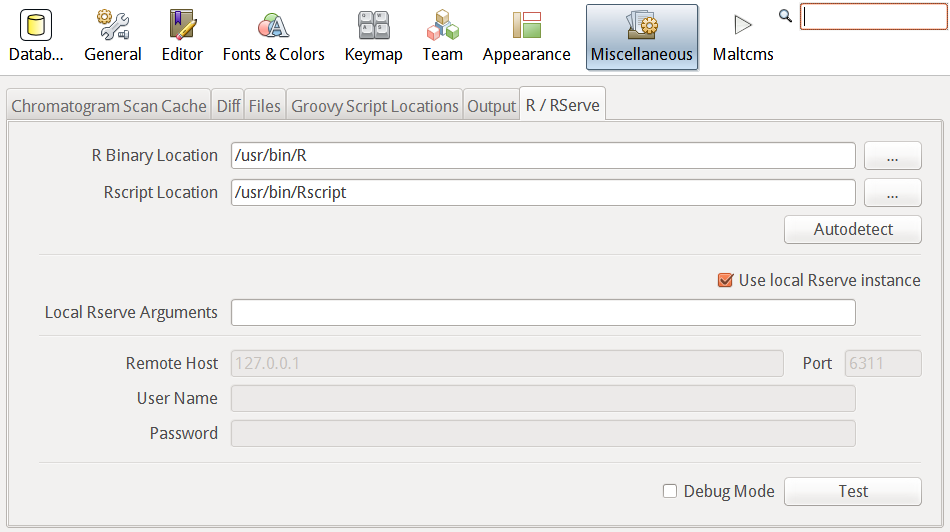 Datab... General Editor Fonts & Colors Keymap Team Appearance Miscellaneous Maltcms
Chromatogram Scan Cache Diff Files Groovy Script Locations Output R / RServe
R Binary Location /usr/bin/R ...
Rscript Location /usr/bin/Rscript ...
Autodetect
Use local Rserve instance
Local Rserve Arguments
Remote Host 127.0.0.1 Port 6311
User Name
Password
Debug Mode Test